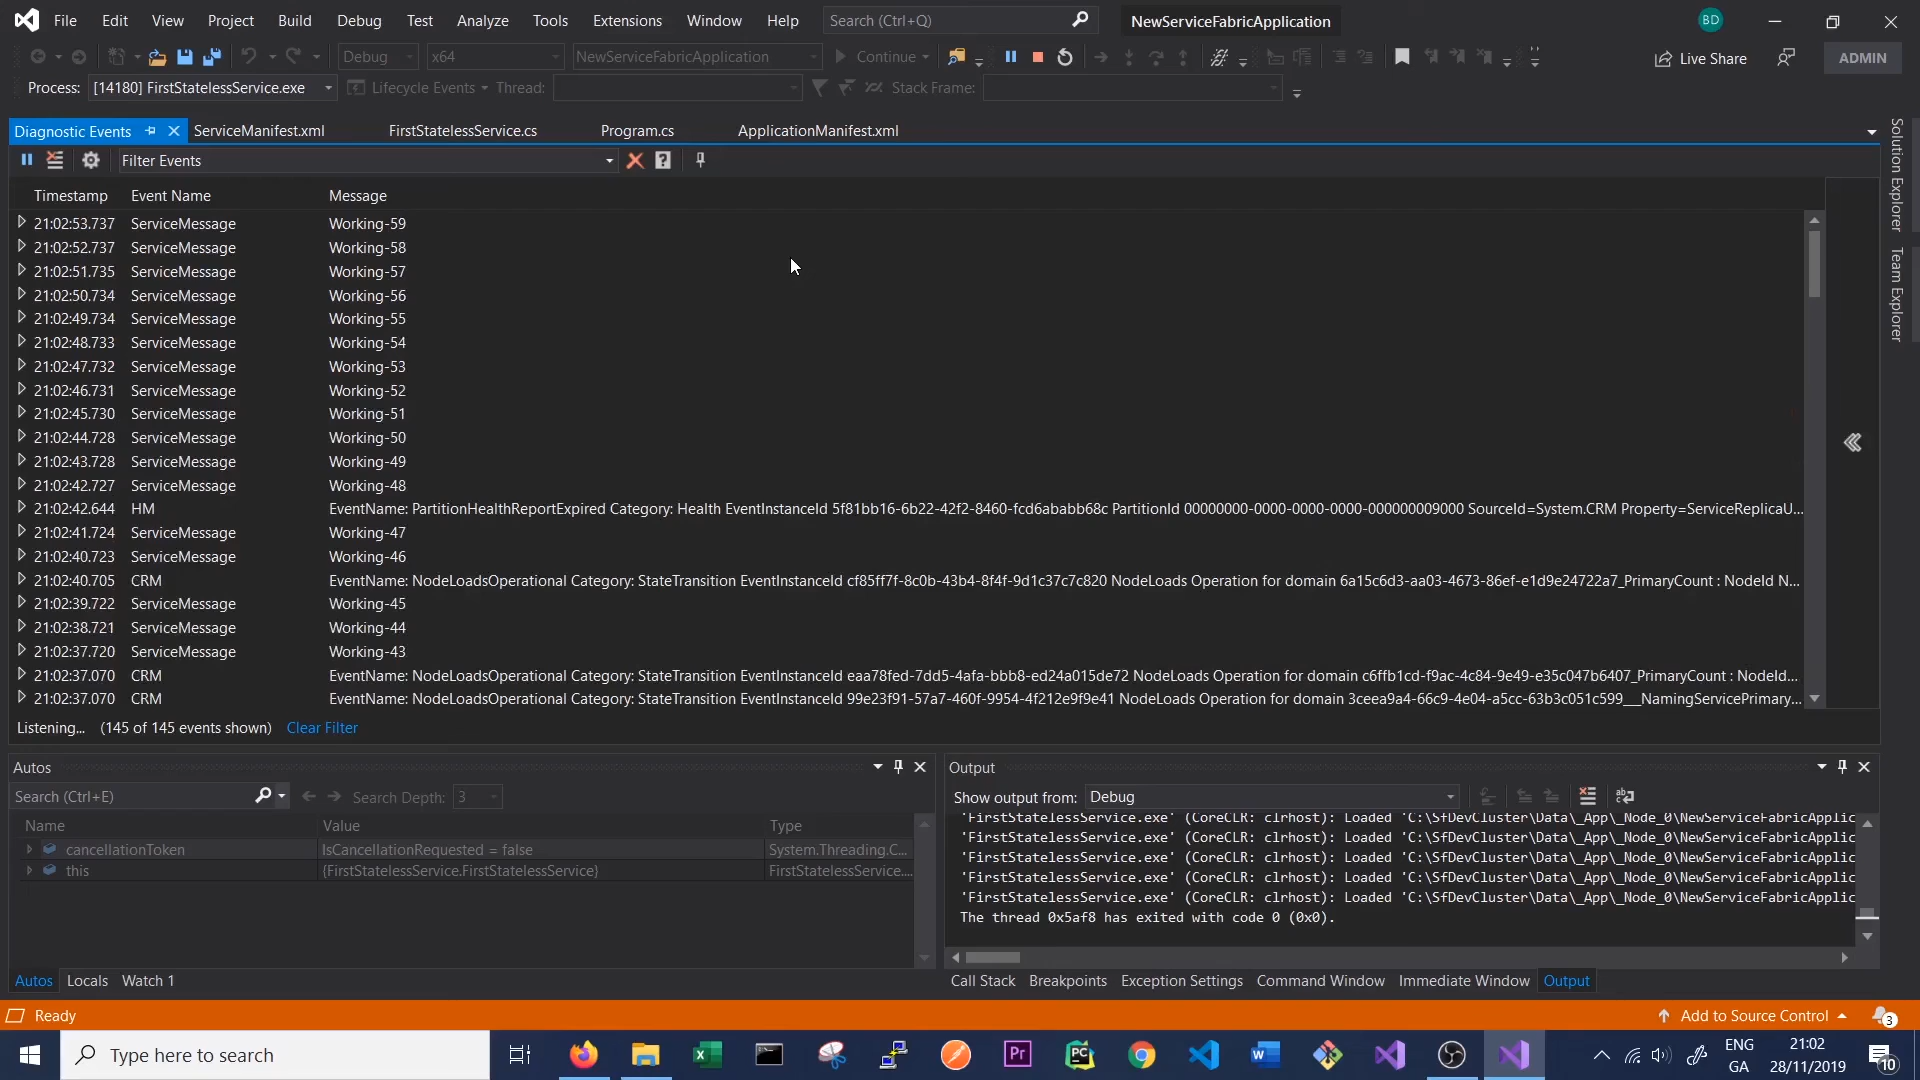 File Edit View Project Build Debug Test Analyze Tools Extensions Window Help Search (Ctrl+Q) NewServiceFabricApplication BD
Debug x64 NewServiceFabricApplication Continue Live Share ADMIN
Process: [14180] FirstStatelessService.exe Lifecycle Events Thread: Stack Frame:
Diagnostic Events ServiceManifest.xml FirstStatelessService.cs Program.cs ApplicationManifest.xml
Filter Events
Timestamp Event Name Message
21:02:53.737 ServiceMessage Working-59
21:02:52.737 ServiceMessage Working-58
21:02:51.735 ServiceMessage Working-57
21:02:50.734 ServiceMessage Working-56
21:02:49.734 ServiceMessage Working-55
21:02:48.733 ServiceMessage Working-54
21:02:47.732 ServiceMessage Working-53
21:02:46.731 ServiceMessage Working-52
21:02:45.730 ServiceMessage Working-51
21:02:44.728 ServiceMessage Working-50
21:02:43.728 ServiceMessage Working-49
21:02:42.727 ServiceMessage Working-48
21:02:42.644 HM EventName: PartitionHealthReportExpired Category: Health EventInstanceId 5f81bb16-6b22-42f2-8460-fcd6ababb68c PartitionId 00000000-0000-0000-0000-000000009000 SourceId=System.CRM Property=ServiceReplicaU...
21:02:41.724 ServiceMessage Working-47
21:02:40.723 ServiceMessage Working-46
21:02:40.705 CRM EventName: NodeLoadsOperational Category: StateTransition EventInstanceId cf85ff7f-8c0b-43b4-8f4f-9d1c37c7c820 NodeLoads Operation for domain 6a15c6d3-aa03-4673-86ef-e1d9e24722a7_PrimaryCount : NodeId N...
21:02:39.722 ServiceMessage Working-45
21:02:38.721 ServiceMessage Working-44
21:02:37.720 ServiceMessage Working-43
21:02:37.070 CRM EventName: NodeLoadsOperational Category: StateTransition EventInstanceId eaa78fed-7dd5-4afa-bbb8-ed24a015de72 NodeLoads Operation for domain c6ffb1cd-f9ac-4c84-9e49-e35c047b6407_PrimaryCount : NodeId...
21:02:37.070 CRM EventName: NodeLoadsOperational Category: StateTransition EventInstanceId 99e23f91-57a7-460f-9954-4f212e9f9e41 NodeLoads Operation for domain 3ceea9a4-66c9-4e04-a5cc-63b3c051c599__NamingServicePrimary...
Listening... (145 of 145 events shown) Clear Filter
Solution Explorer
Team Explorer
Autos
Search (Ctrl+E) Search Depth: 3
Name Value Type
cancellationToken IsCancellationRequested = false System.Threading.C...
this {FirstStatelessService.FirstStatelessService} FirstStatelessService....
Autos Locals Watch 1
Output
Show output from: Debug
'FirstStatelessService.exe' (CoreCLR: clrhost): Loaded 'C:\SfDevCluster\Data\_App\_Node_0\NewServiceFabricApplic
'FirstStatelessService.exe' (CoreCLR: clrhost): Loaded 'C:\SfDevCluster\Data\_App\_Node_0\NewServiceFabricApplic
'FirstStatelessService.exe' (CoreCLR: clrhost): Loaded 'C:\SfDevCluster\Data\_App\_Node_0\NewServiceFabricApplic
'FirstStatelessService.exe' (CoreCLR: clrhost): Loaded 'C:\SfDevCluster\Data\_App\_Node_0\NewServiceFabricApplic
'FirstStatelessService.exe' (CoreCLR: clrhost): Loaded 'C:\SfDevCluster\Data\_App\_Node_0\NewServiceFabricApplic
The thread 0x5af8 has exited with code 0 (0x0).
Call Stack Breakpoints Exception Settings Command Window Immediate Window Output
Ready Add to Source Control 3
Type here to search ENG 21:02
GA 28/11/2019 10